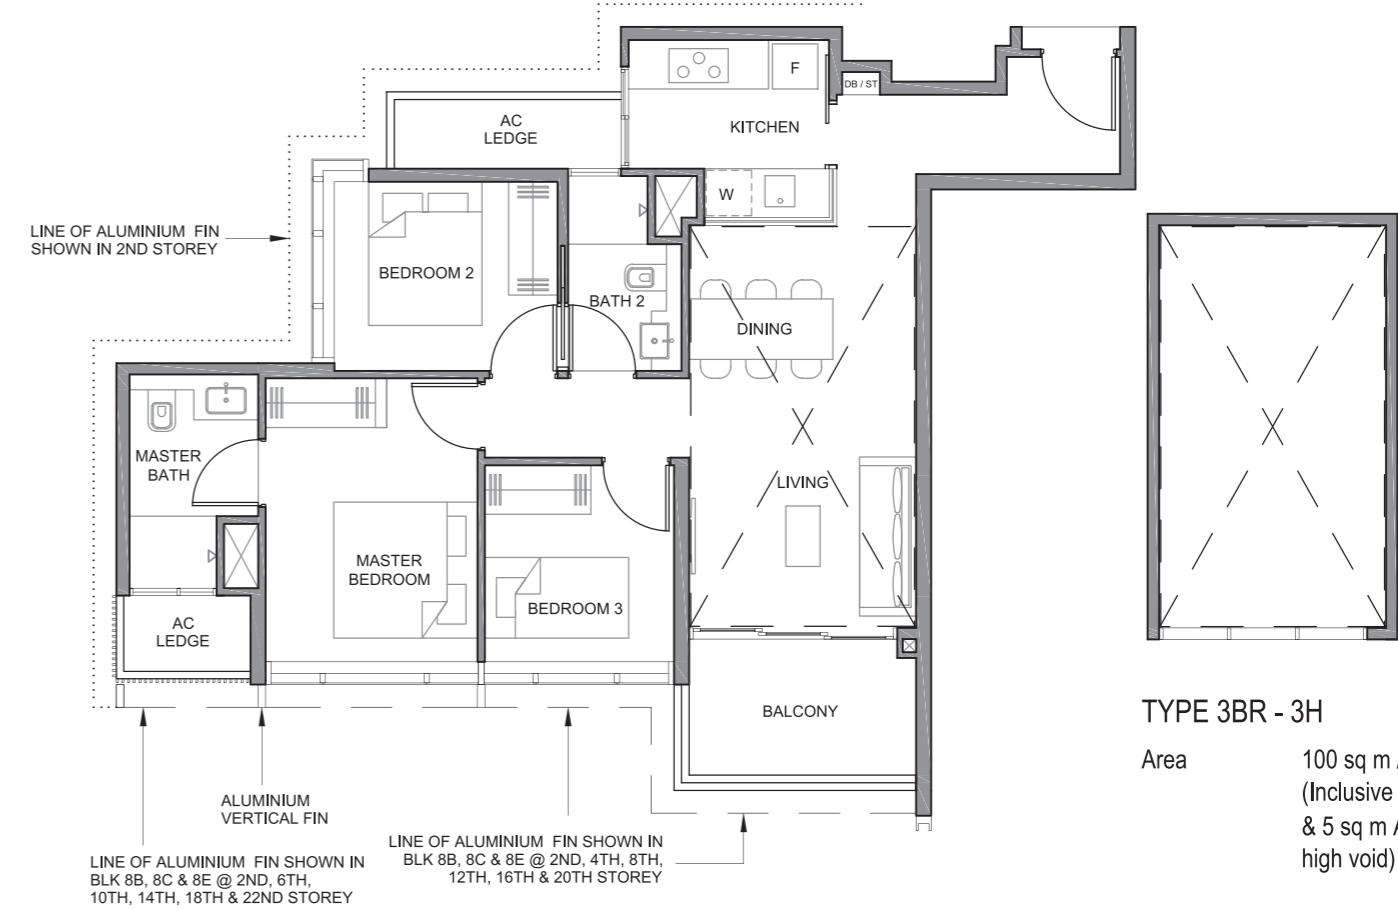 F
DB / ST
AC
LEDGE
KITCHEN
W
LINE OF ALUMINIUM FIN
SHOWN IN 2ND STOREY
BEDROOM 2
BATH 2
DINING
MASTER
BATH
LIVING
MASTER
BEDROOM
BEDROOM 3
AC
LEDGE
BALCONY
ALUMINIUM
VERTICAL FIN
LINE OF ALUMINIUM FIN SHOWN IN
BLK 8B, 8C & 8E @ 2ND, 6TH,
10TH, 14TH, 18TH & 22ND STOREY
LINE OF ALUMINIUM FIN SHOWN IN
BLK 8B, 8C & 8E @ 2ND, 4TH, 8TH,
12TH, 16TH & 20TH STOREY
TYPE 3BR - 3H
Area
100 sq m
(Inclusive
& 5 sq m
high void)